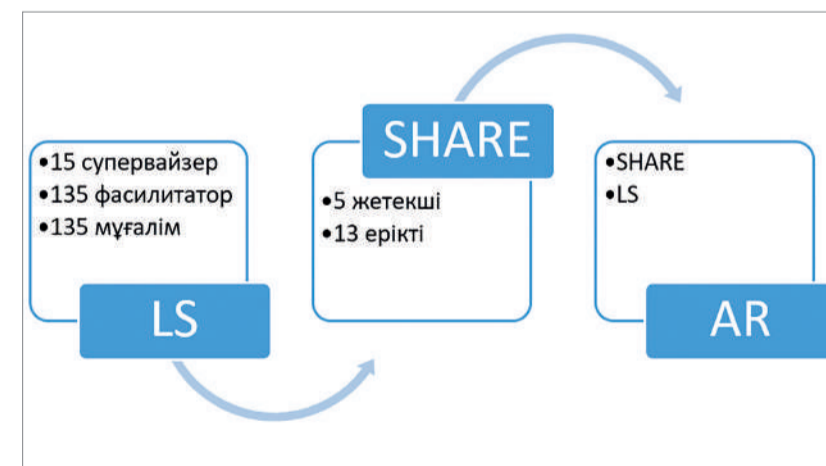 •15 супервайзер
•135 фасилитатор
•135 мұғалім
LS
SHARE
•5 жетекші
•13 ерікті
•SHARE
•LS
AR